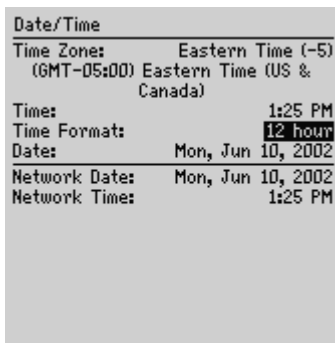 Date/Time
Time Zone: Eastern Time (-5)
(GMT-05:00) Eastern Time (US &
Canada)
Time: 1:25 PM
Time Format: 12 hour
Date: Mon, Jun 10, 2002
Network Date: Mon, Jun 10, 2002
Network Time: 1:25 PM